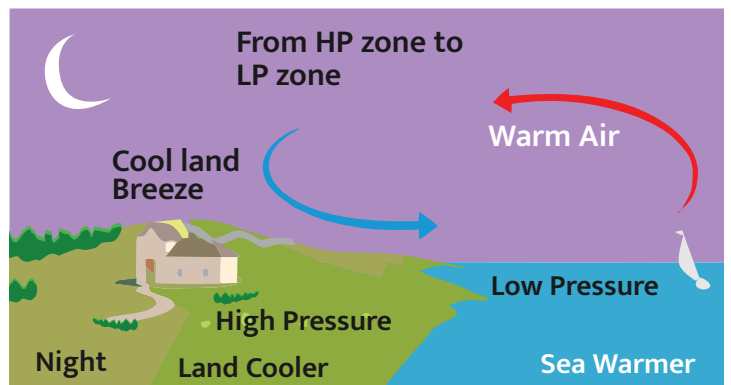 From HP zone to
LP zone
Warm Air
Cool land
Breeze
Low Pressure
High Pressure
Night
Land Cooler
Sea Warmer